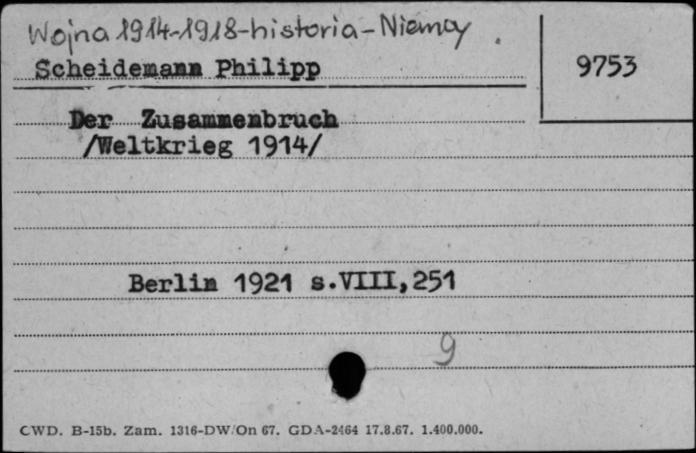 Wojna 1914-1918-historia-Niemcy.
Scheidemann Philipp
9753
Der Zusammenbruch
/Weltkrieg 1914/
Berlin 1921 s.VIII,251
9
CWD. B-15b. Zam. 1316-DW/On 67. GDA-2464 17.8.67. 1.400.000.